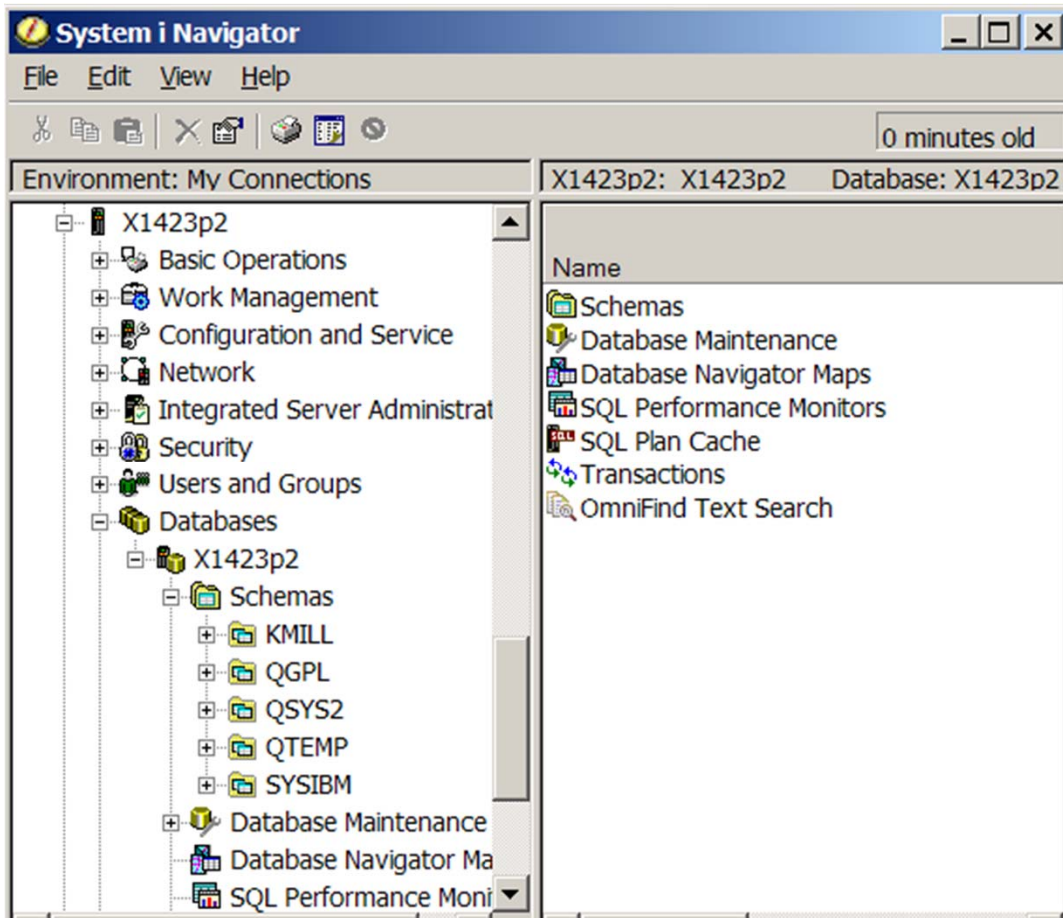 System i Navigator
File Edit View Help
0 minutes old
Environment: My Connections
X1423p2: X1423p2 Database: X1423p2
X1423p2
Basic Operations
Work Management
Configuration and Service
Network
Integrated Server Administrat
Security
Users and Groups
Databases
X1423p2
Schemas
KMILL
QGPL
QSYS2
QTEMP
SYSIBM
Database Maintenance
Database Navigator Ma
SQL Performance Moni
Name
Schemas
Database Maintenance
Database Navigator Maps
SQL Performance Monitors
SQL Plan Cache
Transactions
OmniFind Text Search